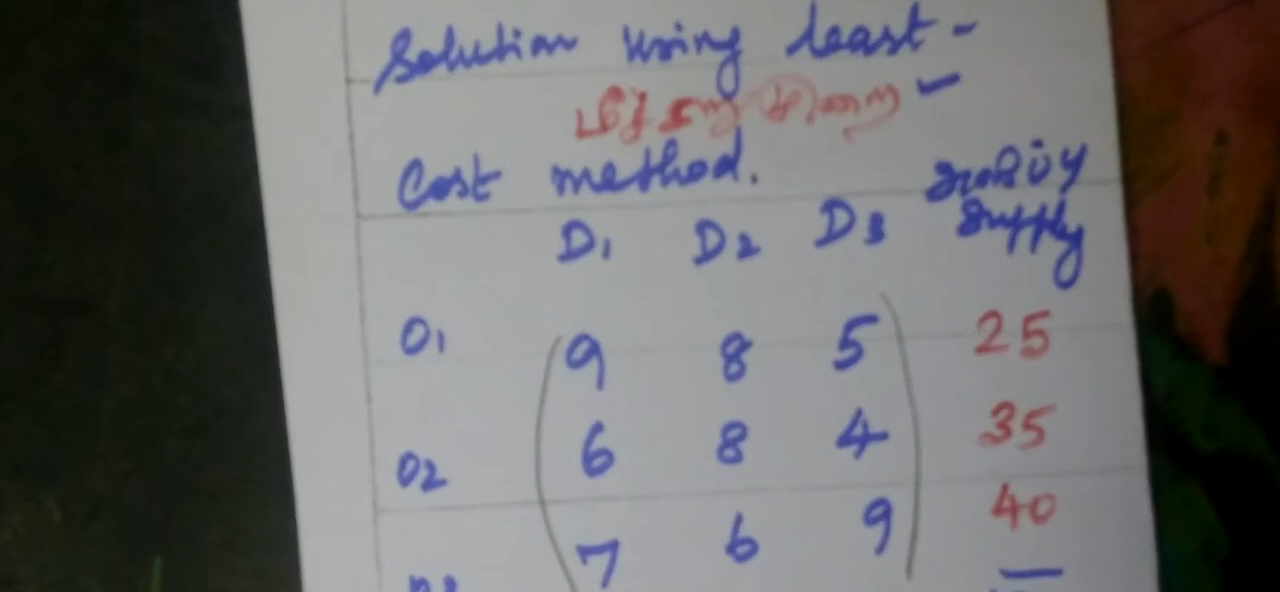 Solution using least -
Cost method.
D1 D2 D3
Supply
O1 9 8 5 25
O2 6 8 4 35
7 6 9 40